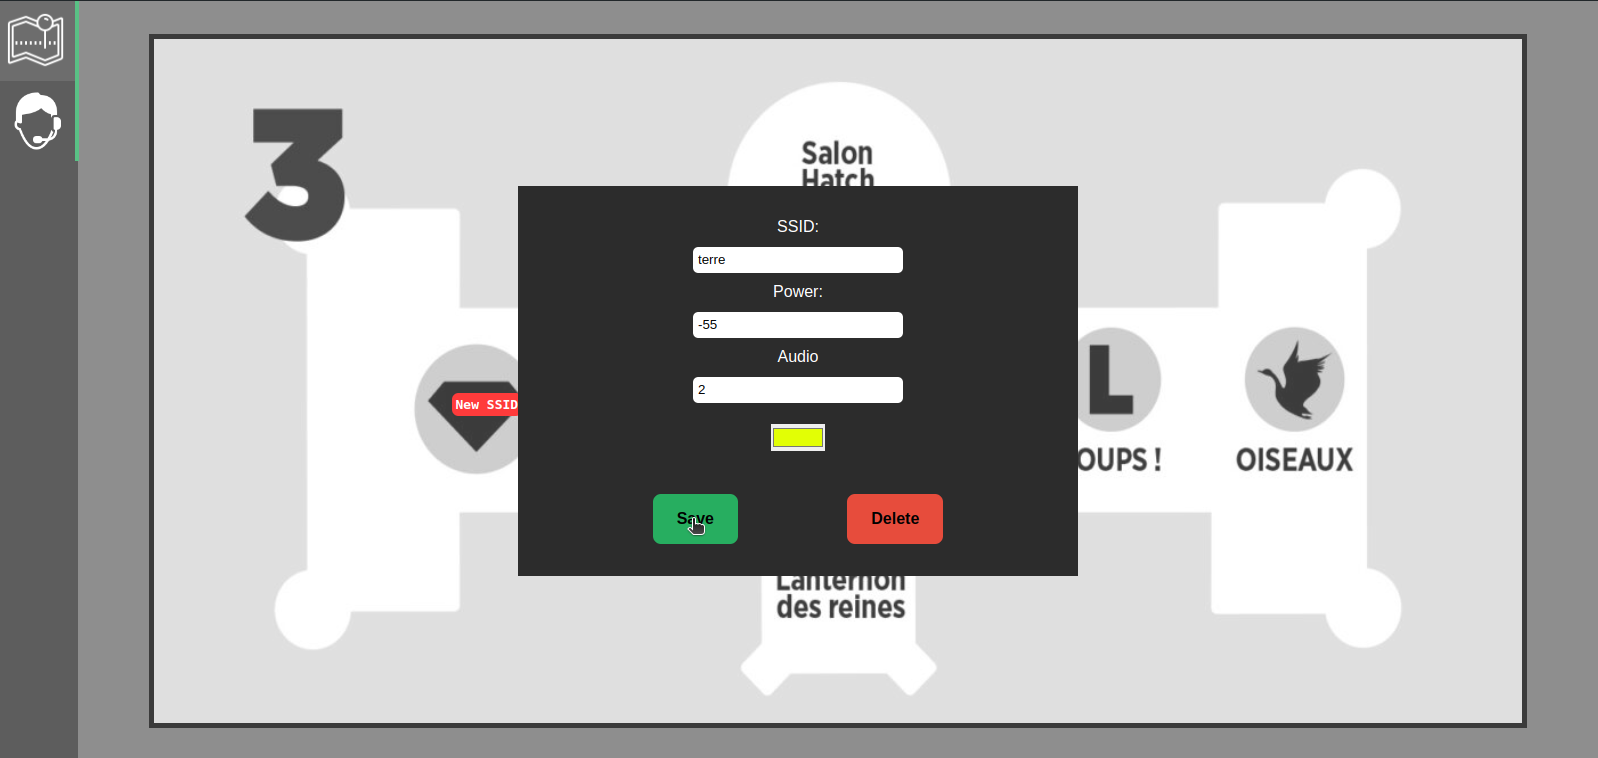 3
Salon
Hatch
SSID:
terre
Power:
-55
Audio
2
New SSID
L
OUPS !
OISEAUX
Save
Delete
Lanternon
des reines